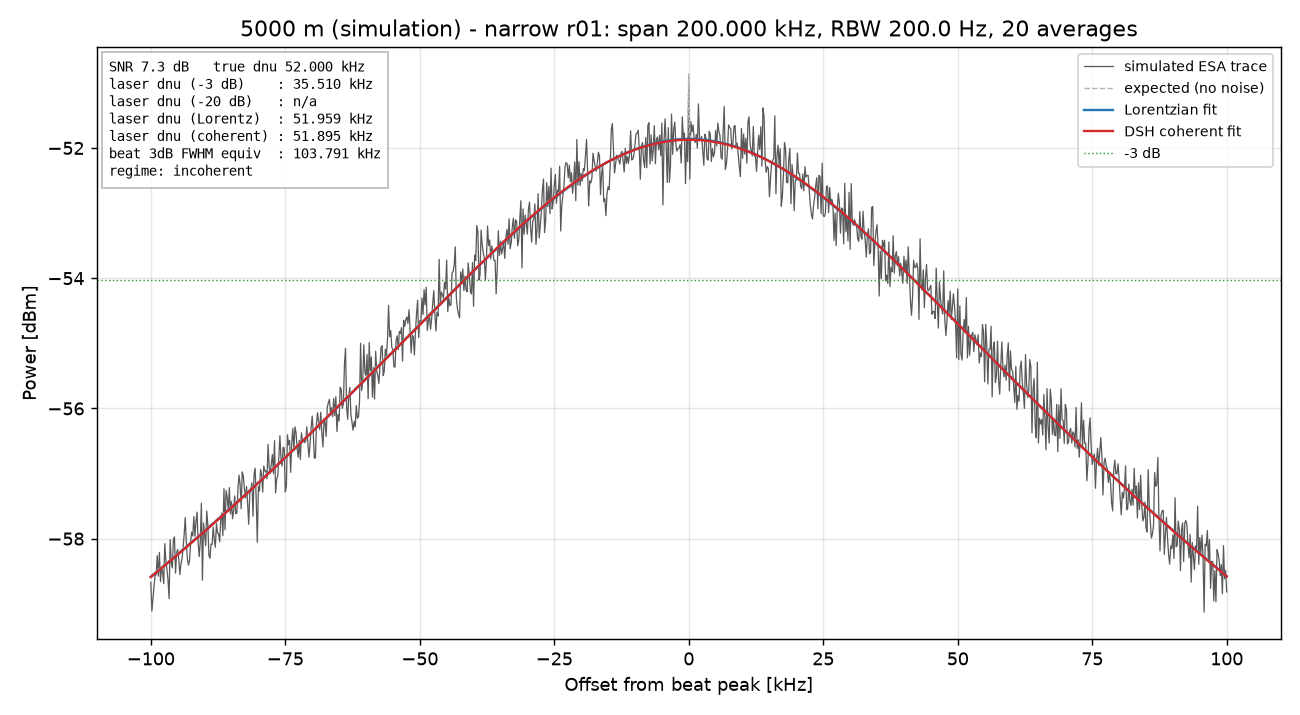 5000 m (simulation) - narrow r01: span 200.000 kHz, RBW 200.0 Hz, 20 averages
SNR 7.3 dB   true dnu 52.000 kHz
laser dnu (-3 dB)    : 35.510 kHz
laser dnu (-20 dB)   : n/a
laser dnu (Lorentz)  : 51.959 kHz
laser dnu (coherent) : 51.895 kHz
beat 3dB FWHM equiv  : 103.791 kHz
regime: incoherent
simulated ESA trace
expected (no noise)
Lorentzian fit
DSH coherent fit
-3 dB
Power [dBm]
−52
−54
−56
−58
−100
−75
−50
−25
0
25
50
75
100
Offset from beat peak [kHz]